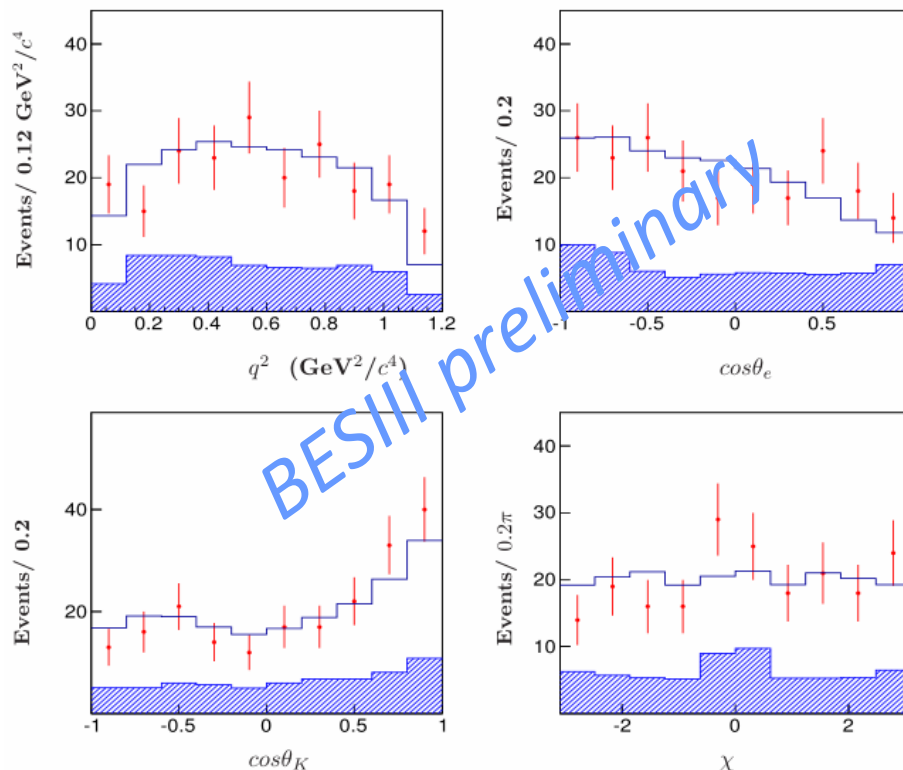 Events/ 0.12 GeV²/c⁴
40
30
20
10
0 0.2 0.4 0.6 0.8 1 1.2
q² (GeV²/c⁴)
Events/ 0.2
40
30
20
10
-1 -0.5 0 0.5
cosθₑ
BESIII preliminary
Events/ 0.2
40
20
-1 -0.5 0 0.5 1
cosθ_K
Events/ 0.2π
40
30
20
10
-2 0 2
χ